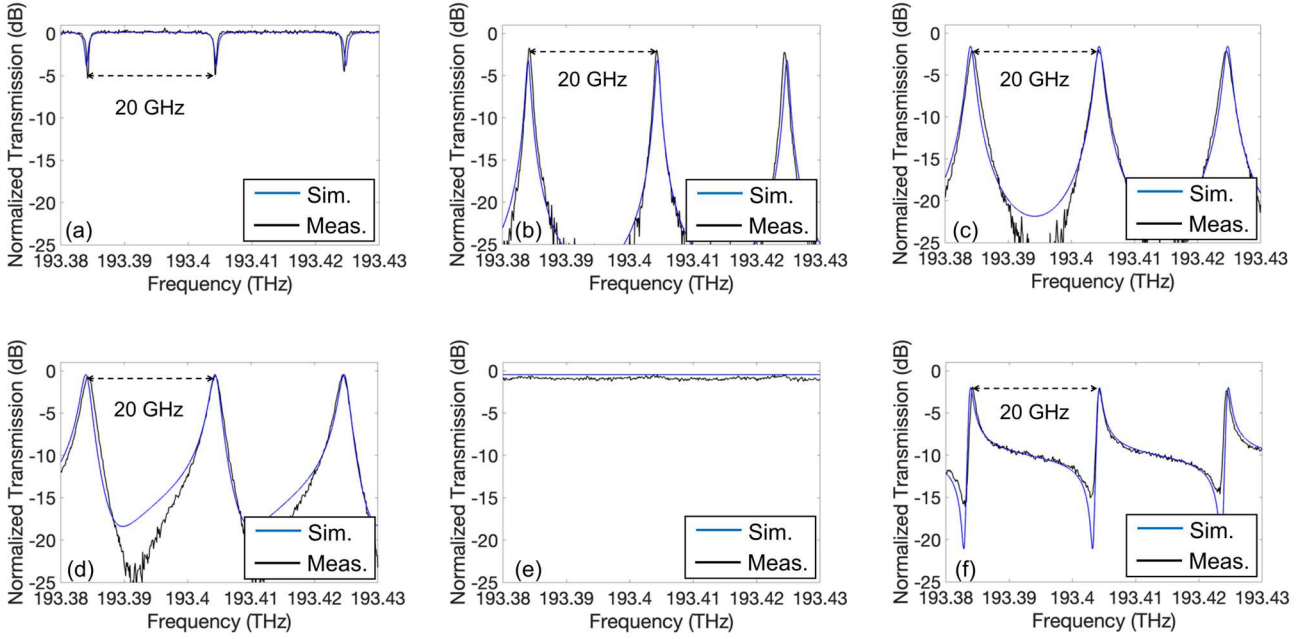 Normalized Transmission (dB)
0
-5
-10
-15
-20
-25
20 GHz
Sim.
Meas.
(a)
193.38 193.39 193.4 193.41 193.42 193.43
Frequency (THz)
Normalized Transmission (dB)
0
-5
-10
-15
-20
-25
20 GHz
Sim.
Meas.
(b)
193.38 193.39 193.4 193.41 193.42 193.43
Frequency (THz)
Normalized Transmission (dB)
0
-5
-10
-15
-20
-25
20 GHz
Sim.
Meas.
(c)
193.38 193.39 193.4 193.41 193.42 193.43
Frequency (THz)
Normalized Transmission (dB)
0
-5
-10
-15
-20
-25
20 GHz
Sim.
Meas.
(d)
193.38 193.39 193.4 193.41 193.42 193.43
Frequency (THz)
Normalized Transmission (dB)
0
-5
-10
-15
-20
-25
Sim.
Meas.
(e)
193.38 193.39 193.4 193.41 193.42 193.43
Frequency (THz)
Normalized Transmission (dB)
0
-5
-10
-15
-20
-25
20 GHz
Sim.
Meas.
(f)
193.38 193.39 193.4 193.41 193.42 193.43
Frequency (THz)